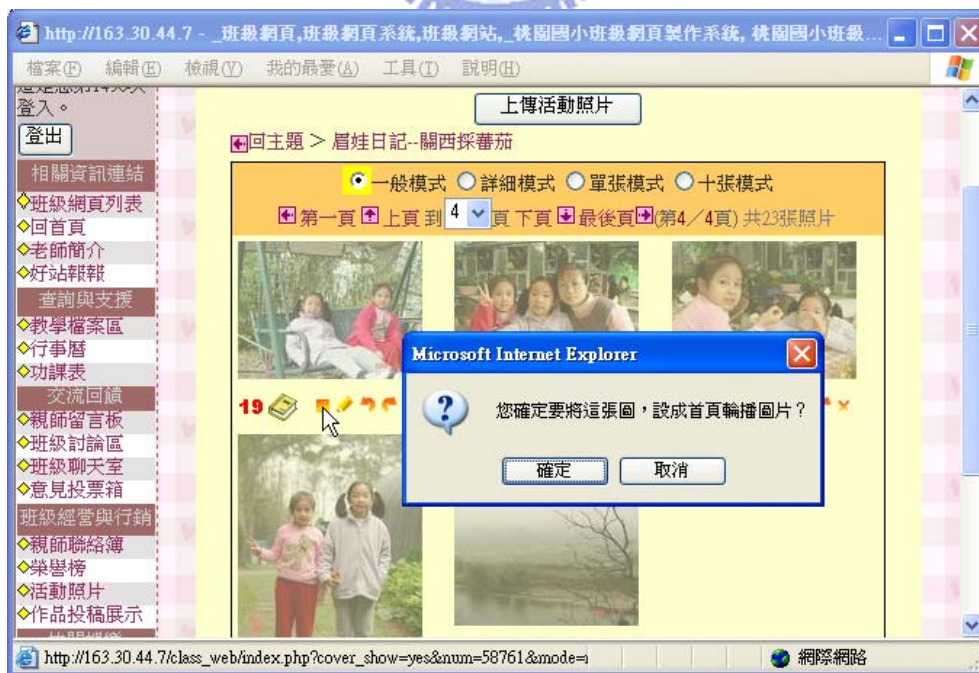 http://163.30.44.7 - _班級網頁,班級網頁系統,班級網站,_桃園國小班級網頁製作系統, 桃園國小班級...
檔案(F) 編輯(E) 檢視(V) 我的最愛(A) 工具(T) 說明(H)
登入。
登出
相關資訊連結
班級網頁列表
回首頁
老師簡介
好站報報
查詢與支援
教學檔案區
行事曆
功課表
交流回饋
親師留言板
班級討論區
班級聊天室
意見投票箱
班級經營與行銷
親師聯絡簿
榮譽榜
活動照片
作品投稿展示
上傳活動照片
回主題 > 眉娃日記--關西採蕃茄
一般模式 詳細模式 單張模式 十張模式
第一頁 上頁 到 4 頁 下頁 最後頁 (第4/4頁) 共23張照片
19
Microsoft Internet Explorer
您確定要將這張圖,設成首頁輪播圖片?
確定 取消
http://163.30.44.7/class_web/index.php?cover_show=yes&num=58761&mode=
網際網路